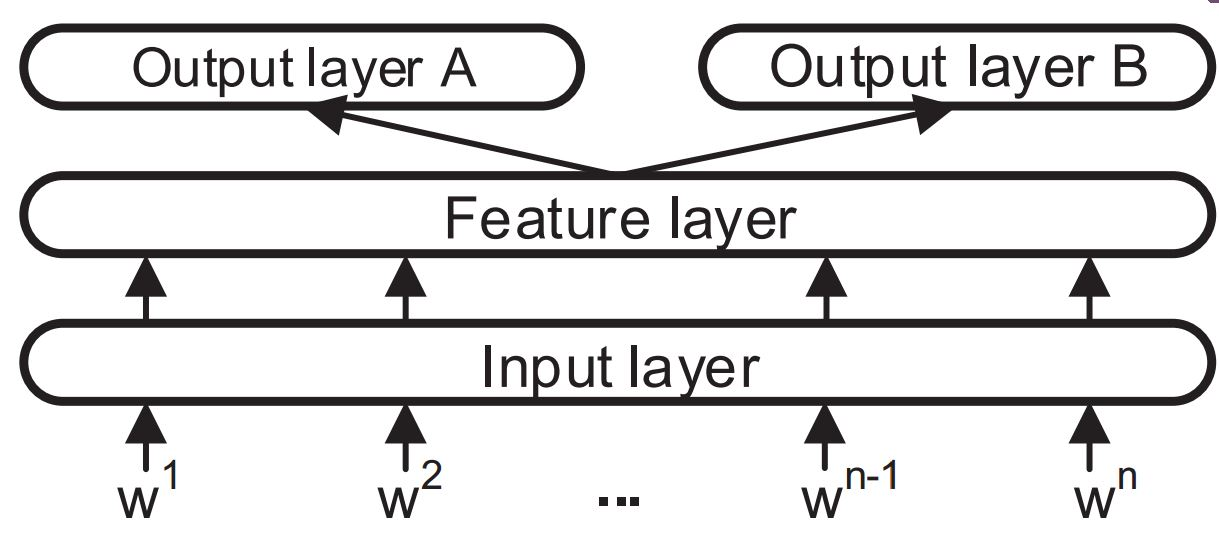 Output layer A Output layer B
Feature layer
Input layer
w¹ w² ... wⁿ⁻¹ wⁿ